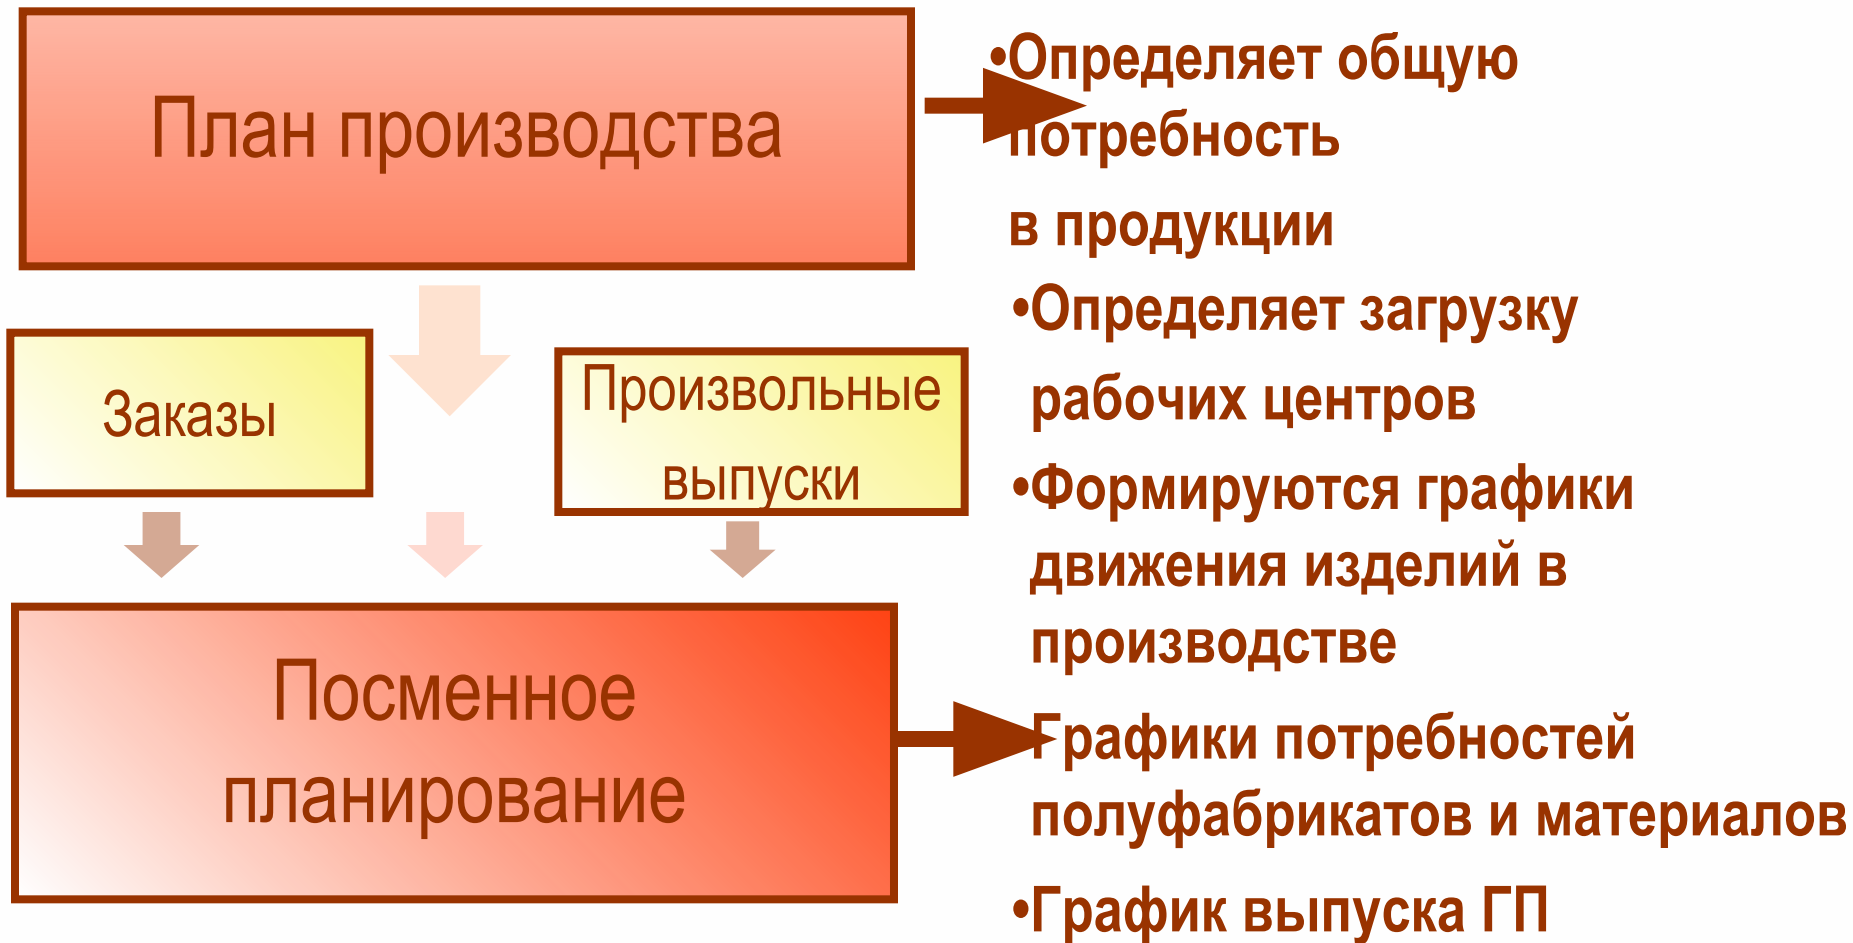 План производства
Заказы
Произвольные
выпуски
Посменное
планирование
•Определяет общую
потребность
в продукции
•Определяет загрузку
рабочих центров
•Формируются графики
движения изделий в
производстве
Графики потребностей
полуфабрикатов и материалов
•График выпуска ГП